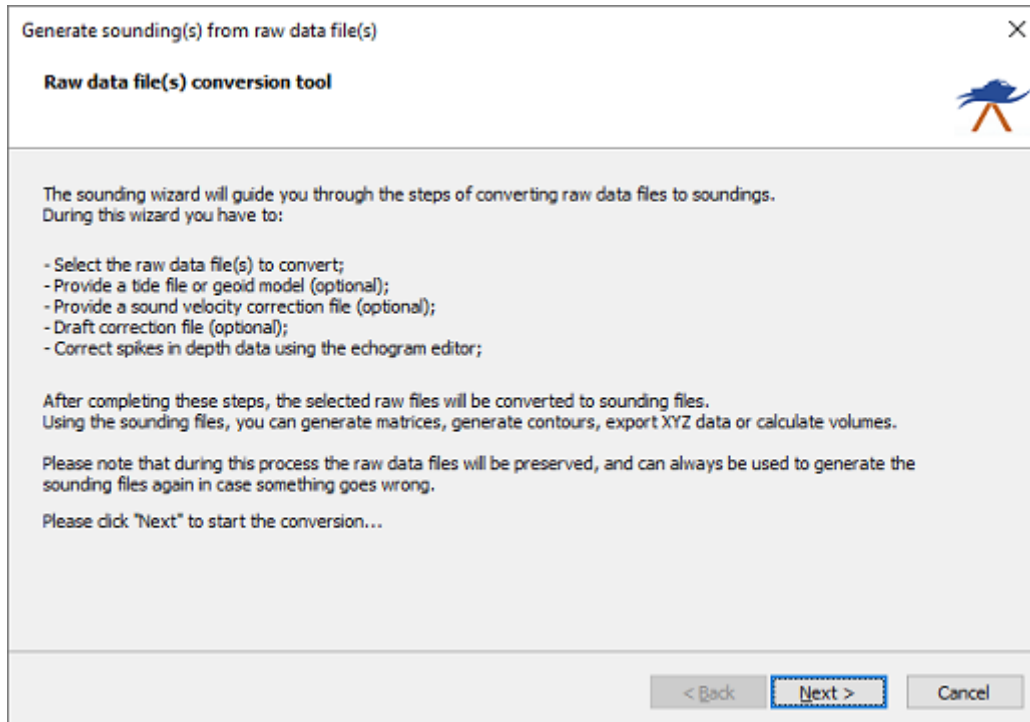 Generate sounding(s) from raw data file(s)
Raw data file(s) conversion tool
The sounding wizard will guide you through the steps of converting raw data files to soundings.
During this wizard you have to:
- Select the raw data file(s) to convert;
- Provide a tide file or geoid model (optional);
- Provide a sound velocity correction file (optional);
- Draft correction file (optional);
- Correct spikes in depth data using the echogram editor;
After completing these steps, the selected raw files will be converted to sounding files.
Using the sounding files, you can generate matrices, generate contours, export XYZ data or calculate volumes.
Please note that during this process the raw data files will be preserved, and can always be used to generate the
sounding files again in case something goes wrong.
Please click "Next" to start the conversion...
< Back Next > Cancel